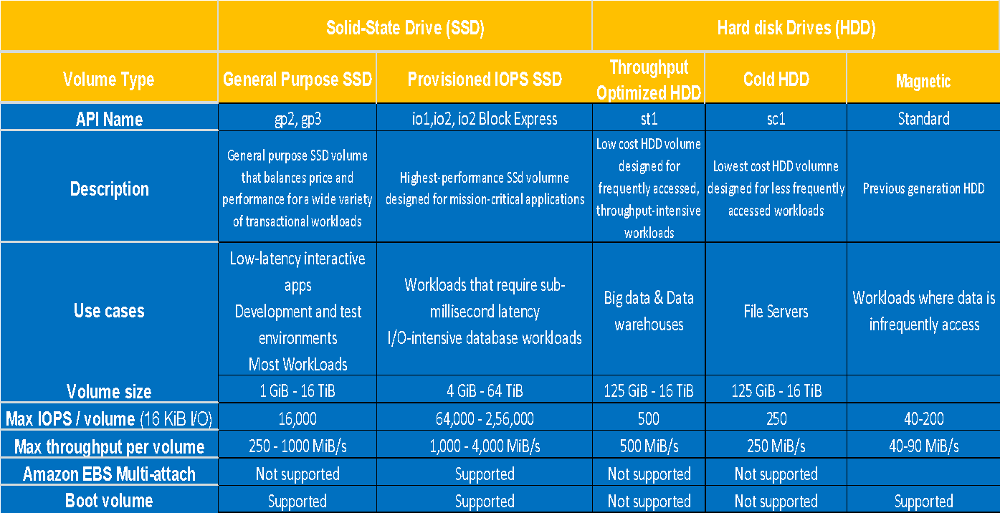 Solid-State Drive (SSD)
Hard disk Drives (HDD)
Volume Type
General Purpose SSD
Provisioned IOPS SSD
Throughput
Optimized HDD
Cold HDD
Magnetic
API Name
gp2, gp3
io1,io2, io2 Block Express
st1
sc1
Standard
Description
General purpose SSD volume
that balances price and
performance for a wide variety
of transactional workloads
Highest-performance SSd volumne
designed for mission-critical applications
Low cost HDD volume
designed for
frequently accessed,
throughput-intensive
workloads
Lowest cost HDD volumne
designed for less frequently
accessed workloads
Previous generation HDD
Use cases
Low-latency interactive
apps
Development and test
environments
Most WorkLoads
Workloads that require sub-
millisecond latency
I/O-intensive database workloads
Big data & Data
warehouses
File Servers
Workloads where data is
infrequently access
Volume size
1 GiB - 16 TiB
4 GiB - 64 TiB
125 GiB - 16 TiB
125 GiB - 16 TiB
Max IOPS / volume (16 KiB I/O)
16,000
64,000 - 2,56,000
500
250
40-200
Max throughput per volume
250 - 1000 MiB/s
1,000 - 4,000 MiB/s
500 MiB/s
250 MiB/s
40-90 MiB/s
Amazon EBS Multi-attach
Not supported
Supported
Not supported
Not supported
Boot volume
Supported
Supported
Not supported
Not supported
Supported